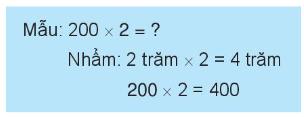 Mẫu: 200 × 2 = ?
Nhẩm: 2 trăm × 2 = 4 trăm
200 × 2 = 400